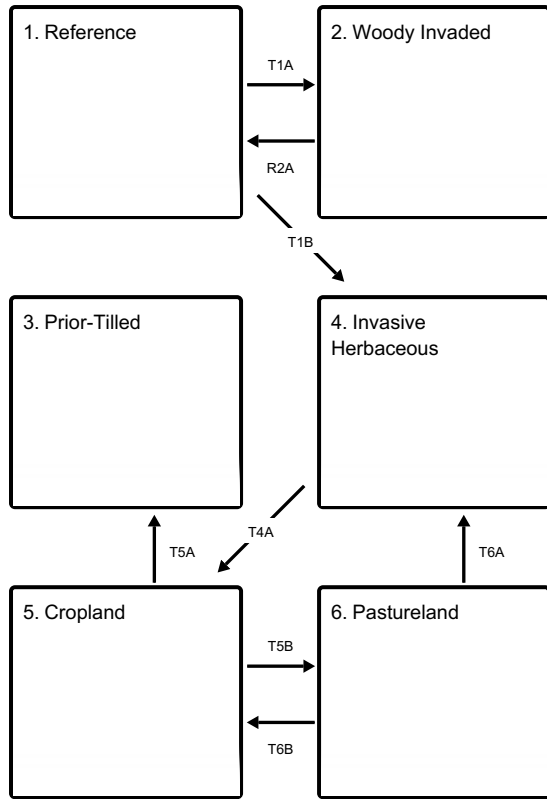 1. Reference
2. Woody Invaded
T1A
R2A
T1B
3. Prior-Tilled
4. Invasive
Herbaceous
T4A
T5A
T6A
5. Cropland
6. Pastureland
T5B
T6B